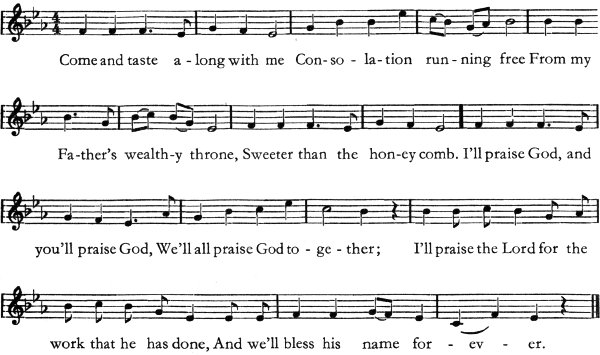 Come and taste a - long with me Con - so - la - tion run - ning free From my
Fa - ther's wealth - y throne, Sweeter than the hon - ey comb. I'll praise God, and
you'll praise God, We'll all praise God to - ge - ther; I'll praise the Lord for the
work that he has done, And we'll bless his name for - ev - er.